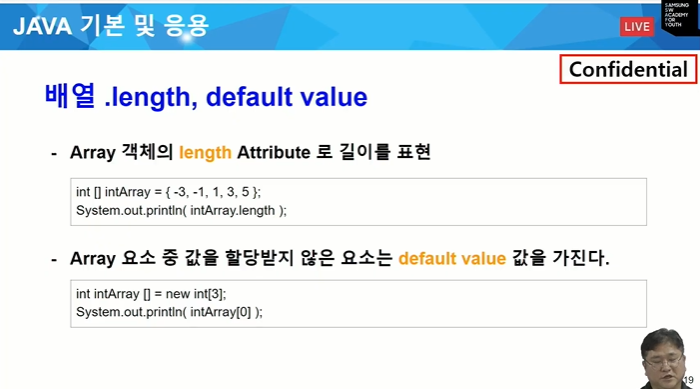 JAVA 기본 및 응용
LIVE
SAMSUNG
SW
ACADEMY
FOR
YOUTH
Confidential
배열 .length, default value
- Array 객체의 length Attribute 로 길이를 표현
int [] intArray = { -3, -1, 1, 3, 5 };
System.out.println( intArray.length );
- Array 요소 중 값을 할당받지 않은 요소는 default value 값을 가진다.
int intArray [] = new int[3];
System.out.println( intArray[0] );
19